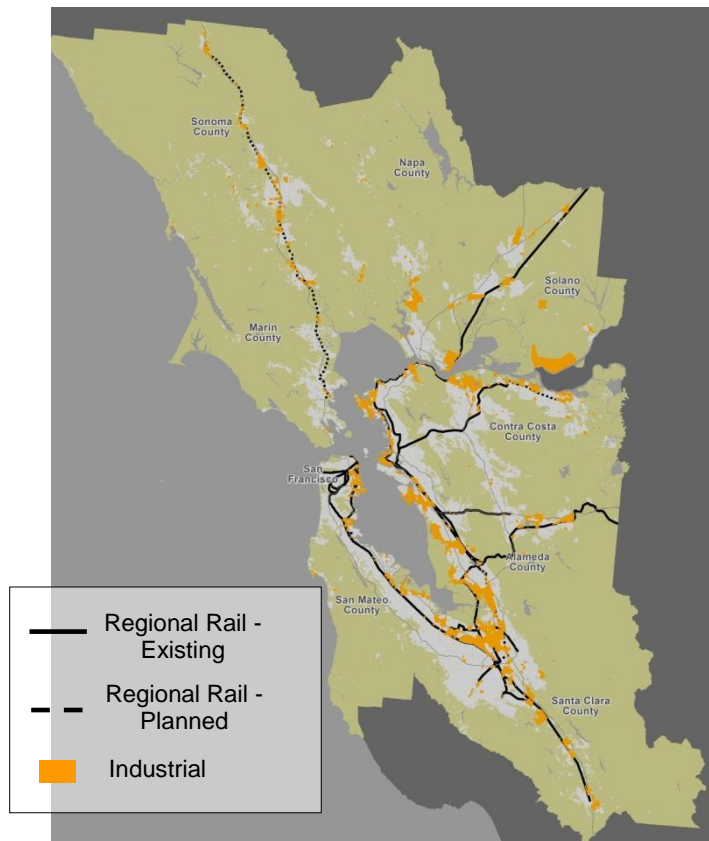 Sonoma
County
Napa
County
Solano
County
Marin
County
Contra Costa
County
San
Francisco
Alameda
County
San Mateo
County
Santa Clara
County
Regional Rail -
Existing
Regional Rail -
Planned
Industrial